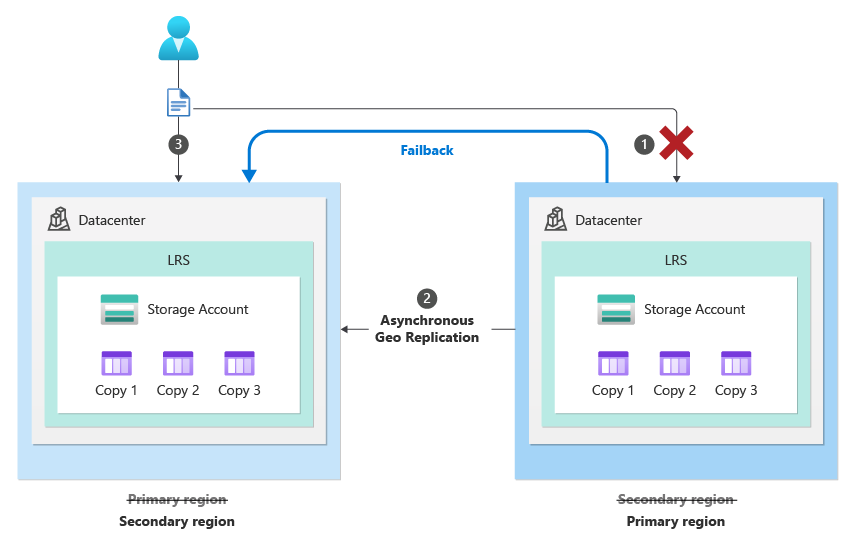 3
1
Failback
Datacenter
LRS
Storage Account
Copy 1 Copy 2 Copy 3
2
Asynchronous
Geo Replication
Datacenter
LRS
Storage Account
Copy 1 Copy 2 Copy 3
Primary region
Secondary region
Secondary region
Primary region